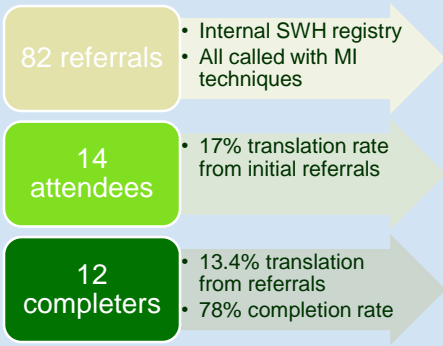 82 referrals
• Internal SWH registry
• All called with MI
techniques
14
attendees
• 17% translation rate
from initial referrals
12
completers
• 13.4% translation
from referrals
• 78% completion rate